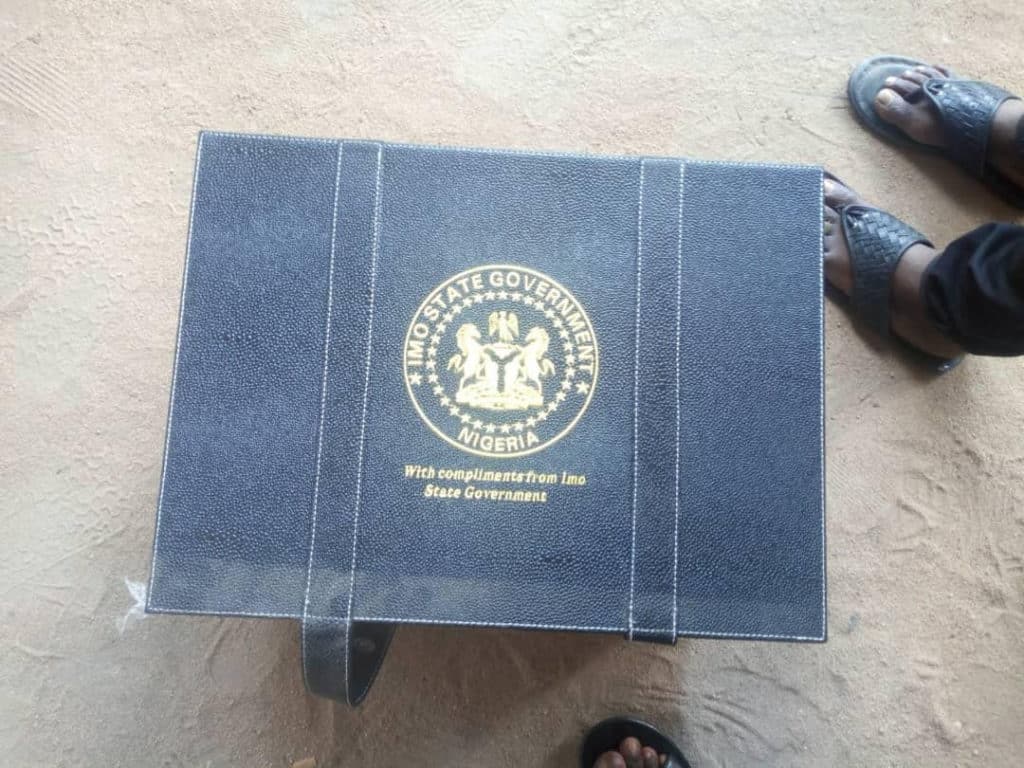 IMO STATE GOVERNMENT
NIGERIA
With compliments from Imo
State Government